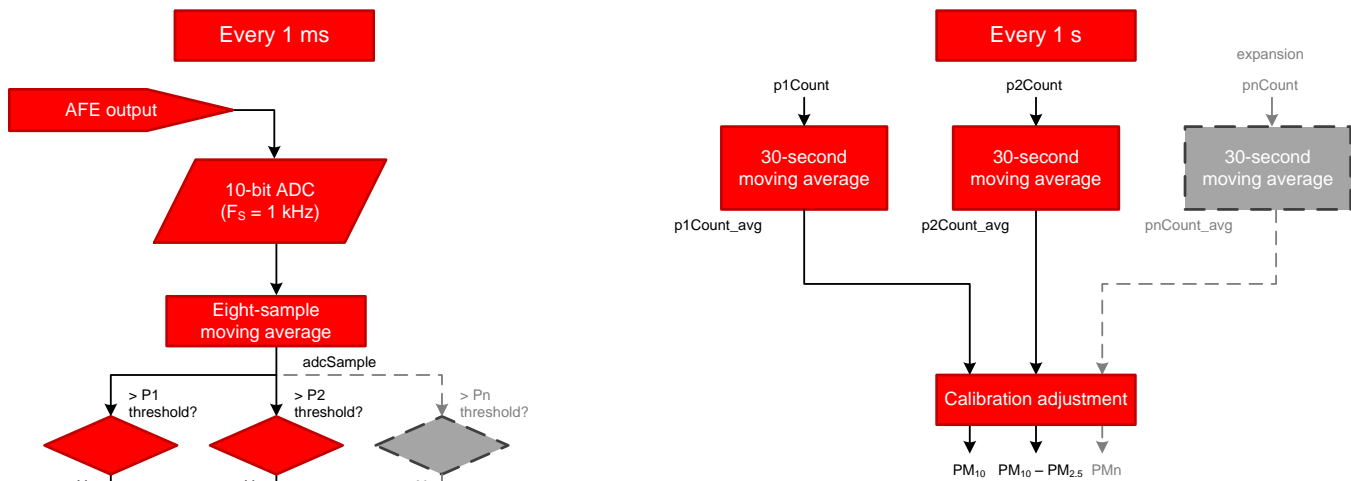 Every 1 ms
AFE output
10-bit ADC
(FS = 1 kHz)
Eight-sample
moving average
adcSample
> P1
threshold?
> P2
threshold?
> Pn
threshold?
Every 1 s
expansion
p1Count
p2Count
pnCount
30-second
moving average
30-second
moving average
30-second
moving average
p1Count_avg
p2Count_avg
pnCount_avg
Calibration adjustment
PM10
PM10 – PM2.5
PMn